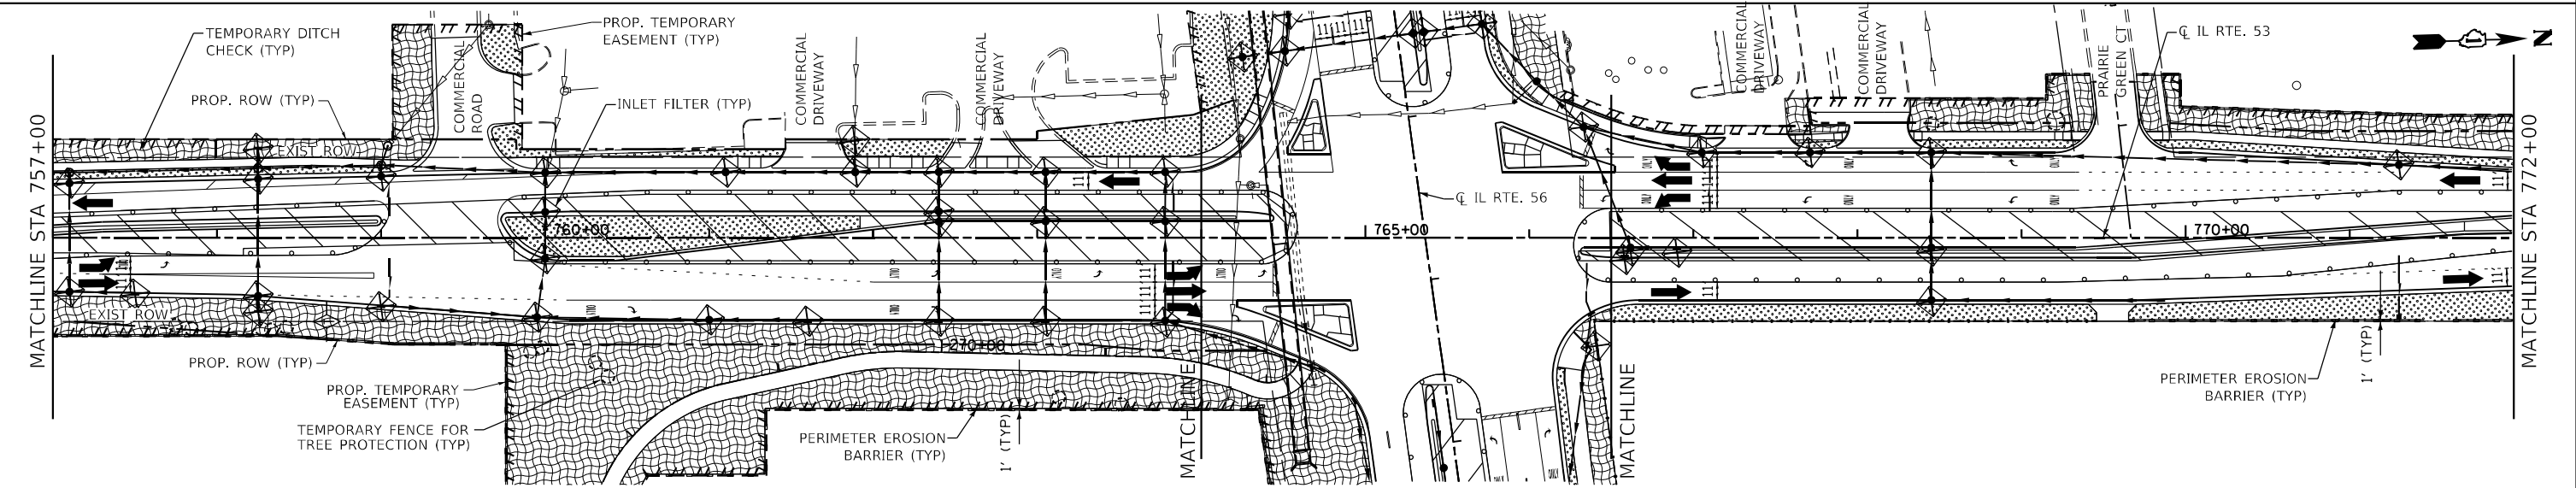 MATCHLINE STA 757+00
TEMPORARY DITCH
CHECK (TYP)
PROP. ROW (TYP)
EXIST ROW
EXIST ROW
PROP. ROW (TYP)
COMMERCIAL
ROAD
PROP. TEMPORARY
EASEMENT (TYP)
INLET FILTER (TYP)
COMMERCIAL
DRIVEWAY
COMMERCIAL
DRIVEWAY
760+00
270+00
PROP. TEMPORARY
EASEMENT (TYP)
TEMPORARY FENCE FOR
TREE PROTECTION (TYP)
PERIMETER EROSION
BARRIER (TYP)
1' (TYP)
MATCHLINE
765+00
℄ IL RTE. 56
MATCHLINE
COMMERCIAL
DRIVEWAY
COMMERCIAL
DRIVEWAY
PRAIRIE
GREEN CT
℄ IL RTE. 53
N
ONLY
ONLY
ONLY
ONLY
770+00
PERIMETER EROSION
BARRIER (TYP)
1' (TYP)
MATCHLINE STA 772+00